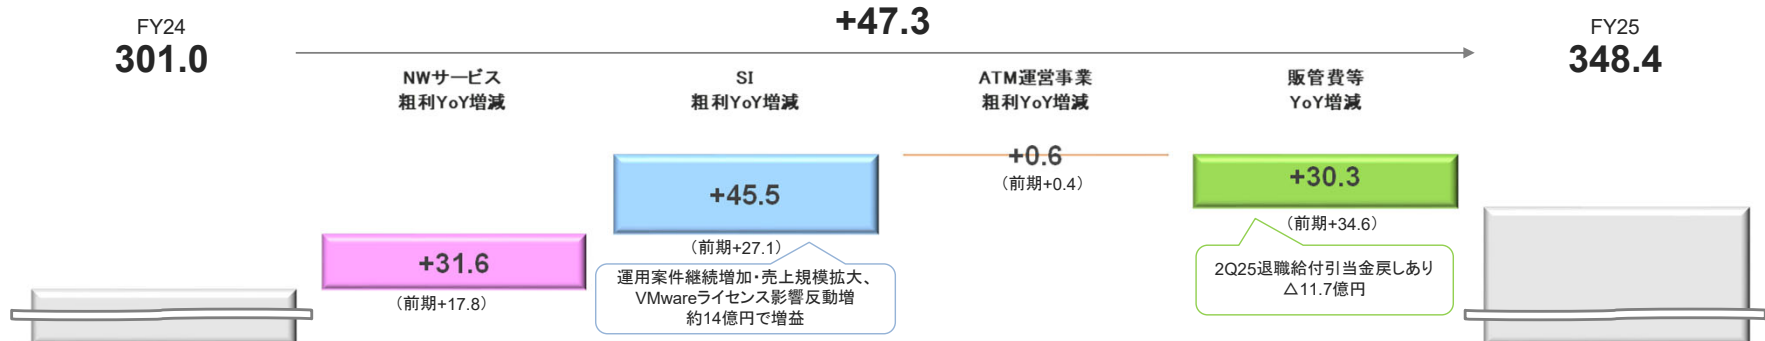 +47.3
FY24
301.0
FY25
348.4
NWサービス
粗利YoY増減
SI
粗利YoY増減
ATM運営事業
粗利YoY増減
販管費等
YoY増減
+31.6
(前期+17.8)
+45.5
(前期+27.1)
運用案件継続増加・売上規模拡大、
VMwareライセンス影響反動増
約14億円で増益
+0.6
(前期+0.4)
+30.3
(前期+34.6)
2Q25退職給付引当金戻しあり
△11.7億円